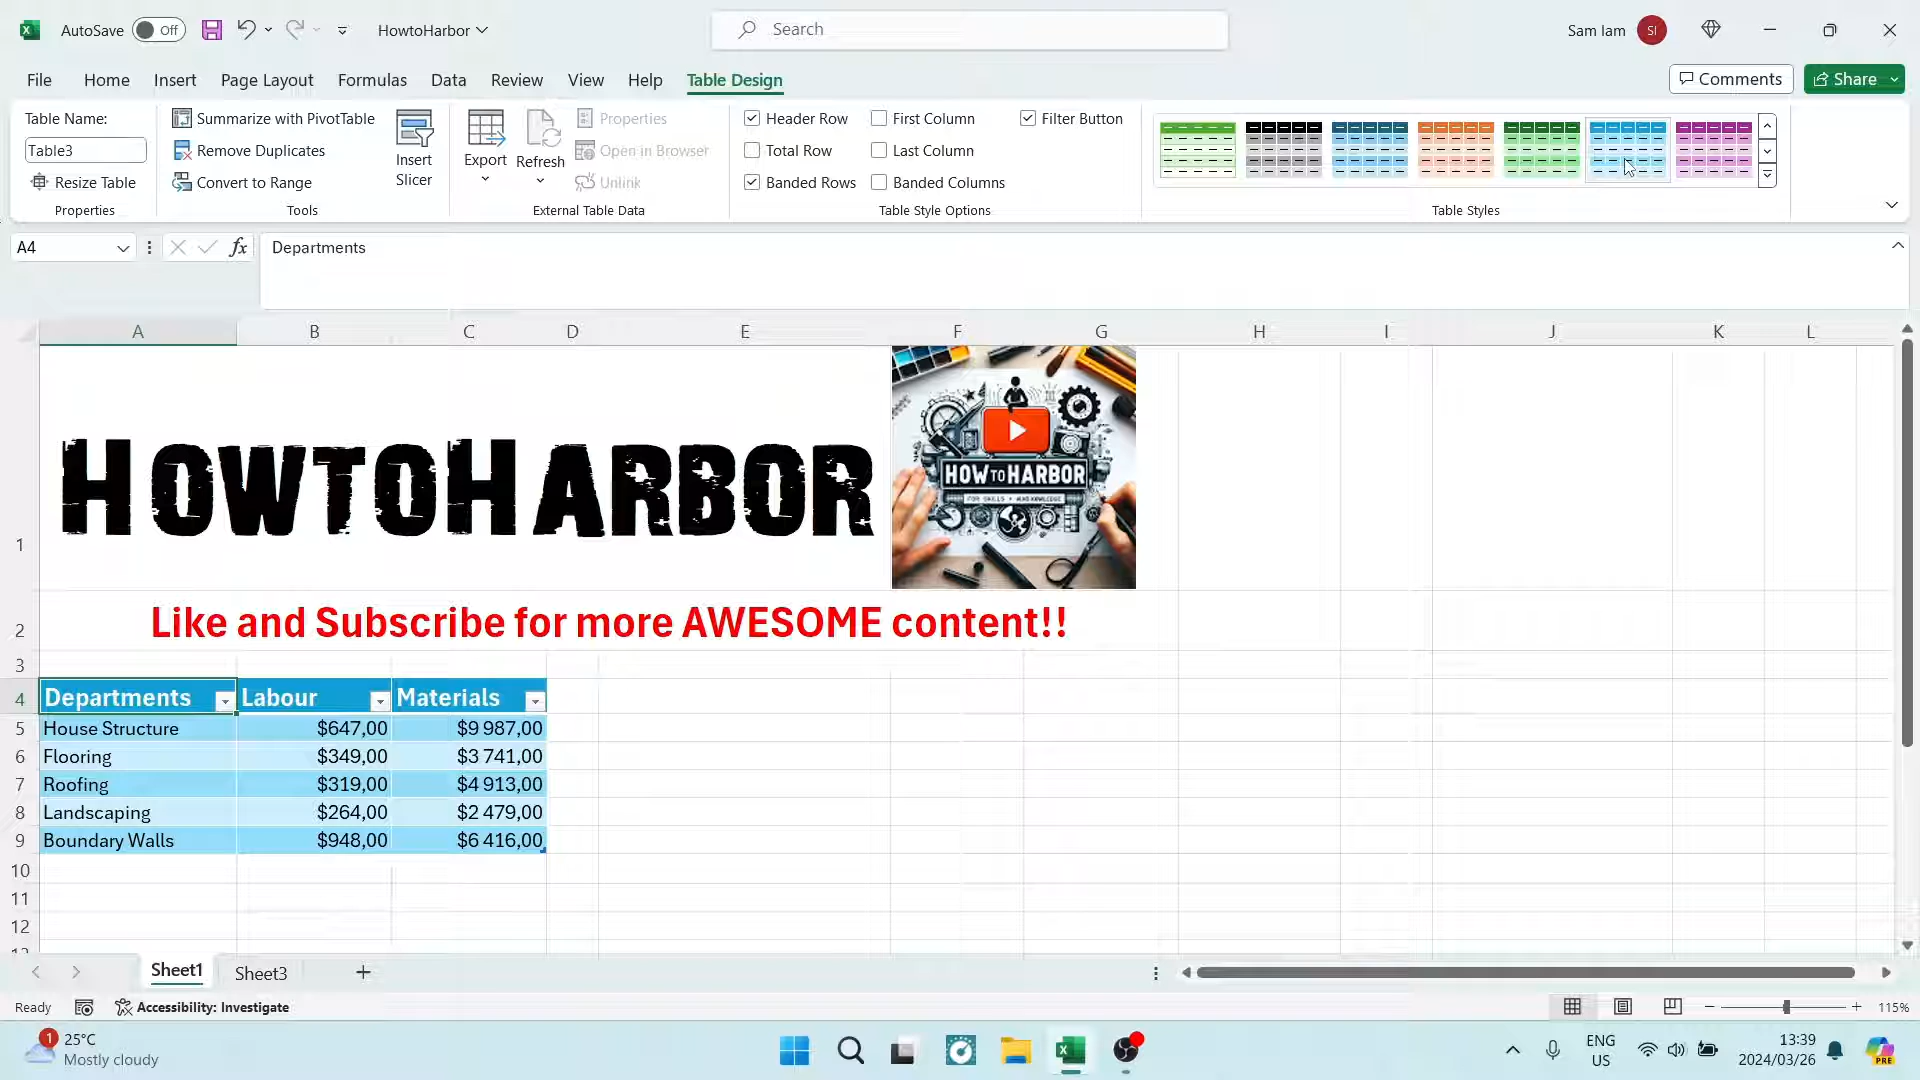 AutoSave Off HowtoHarbor Search Sam Iam SI
File Home Insert Page Layout Formulas Data Review View Help Table Design Comments Share
Table Name:
Table3
Resize Table
Properties
Summarize with PivotTable
Remove Duplicates
Convert to Range
Tools
Insert
Slicer
Export
Refresh
Properties
Open in Browser
Unlink
External Table Data
Header Row First Column Filter Button
Total Row Last Column
Banded Rows Banded Columns
Table Style Options
Table Styles
A4 fx Departments
A B C D E F G H I J K L
1 HowtoHarbor
HOW TO HARBOR
2 Like and Subscribe for more AWESOME content!!
3
4 Departments Labour Materials
5 House Structure $647,00 $9 987,00
6 Flooring $349,00 $3 741,00
7 Roofing $319,00 $4 913,00
8 Landscaping $264,00 $2 479,00
9 Boundary Walls $948,00 $6 416,00
10
11
12
Sheet1 Sheet3
Ready Accessibility: Investigate 115%
1 25°C
Mostly cloudy
ENG
US
13:39
2024/03/26
PRE